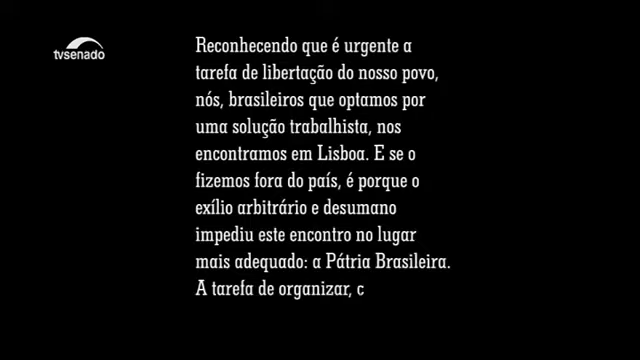 tvsenado
Reconhecendo que é urgente a
tarefa de libertação do nosso povo,
nós, brasileiros que optamos por
uma solução trabalhista, nos
encontramos em Lisboa. E se o
fizemos fora do país, é porque o
exílio arbitrário e desumano
impediu este encontro no lugar
mais adequado: a Pátria Brasileira.
A tarefa de organizar, c